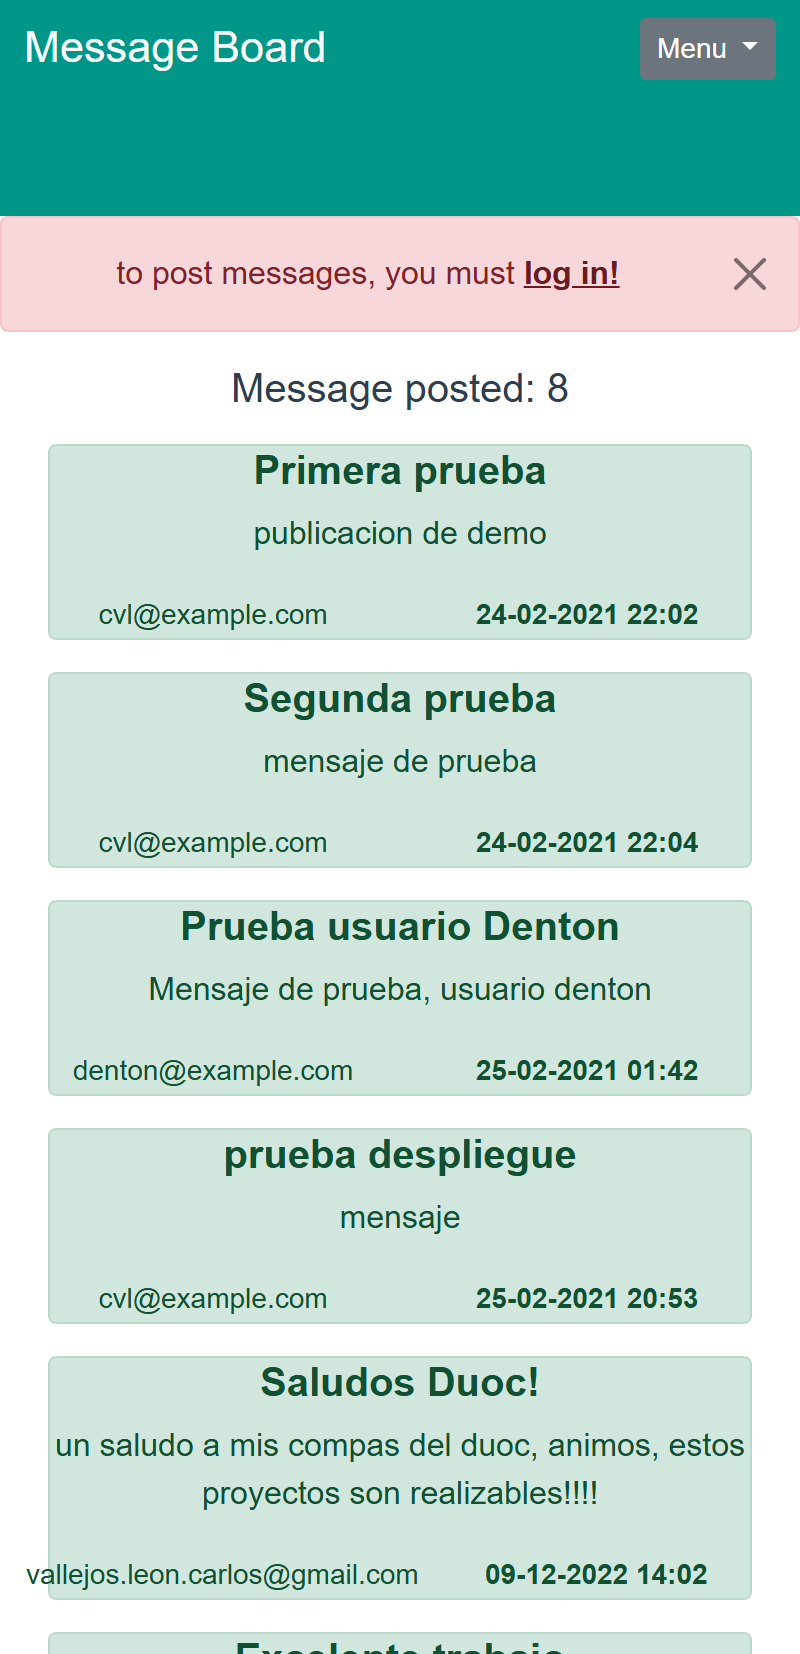 Message Board
Menu
to post messages, you must log in!
Message posted: 8
Primera prueba
publicacion de demo
cvl@example.com 24-02-2021 22:02
Segunda prueba
mensaje de prueba
cvl@example.com 24-02-2021 22:04
Prueba usuario Denton
Mensaje de prueba, usuario denton
denton@example.com 25-02-2021 01:42
prueba despliegue
mensaje
cvl@example.com 25-02-2021 20:53
Saludos Duoc!
un saludo a mis compas del duoc, animos, estos
proyectos son realizables!!!!
vallejos.leon.carlos@gmail.com 09-12-2022 14:02
Excelente trabajo